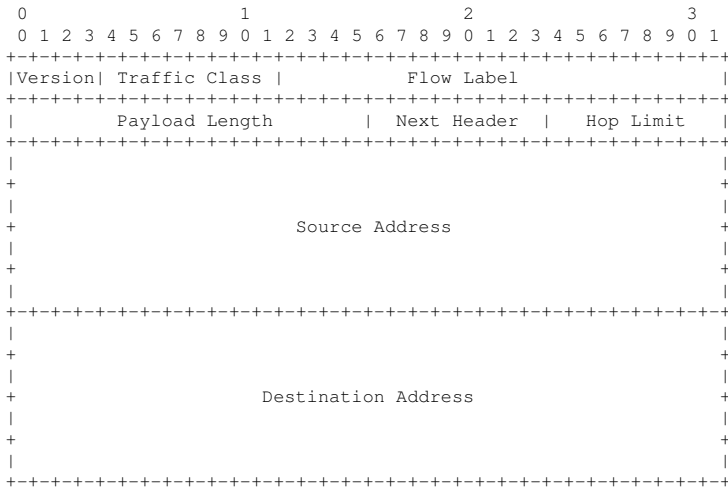 0                   1                   2                   3
 0 1 2 3 4 5 6 7 8 9 0 1 2 3 4 5 6 7 8 9 0 1 2 3 4 5 6 7 8 9 0 1
+-+-+-+-+-+-+-+-+-+-+-+-+-+-+-+-+-+-+-+-+-+-+-+-+-+-+-+-+-+-+-+-+
|Version| Traffic Class |           Flow Label                  |
+-+-+-+-+-+-+-+-+-+-+-+-+-+-+-+-+-+-+-+-+-+-+-+-+-+-+-+-+-+-+-+-+
|         Payload Length        |  Next Header  |   Hop Limit   |
+-+-+-+-+-+-+-+-+-+-+-+-+-+-+-+-+-+-+-+-+-+-+-+-+-+-+-+-+-+-+-+-+
|                                                               |
+                                                               +
|                                                               |
+                         Source Address                        +
|                                                               |
+                                                               +
|                                                               |
+-+-+-+-+-+-+-+-+-+-+-+-+-+-+-+-+-+-+-+-+-+-+-+-+-+-+-+-+-+-+-+-+
|                                                               |
+                                                               +
|                                                               |
+                      Destination Address                      +
|                                                               |
+                                                               +
|                                                               |
+-+-+-+-+-+-+-+-+-+-+-+-+-+-+-+-+-+-+-+-+-+-+-+-+-+-+-+-+-+-+-+-+